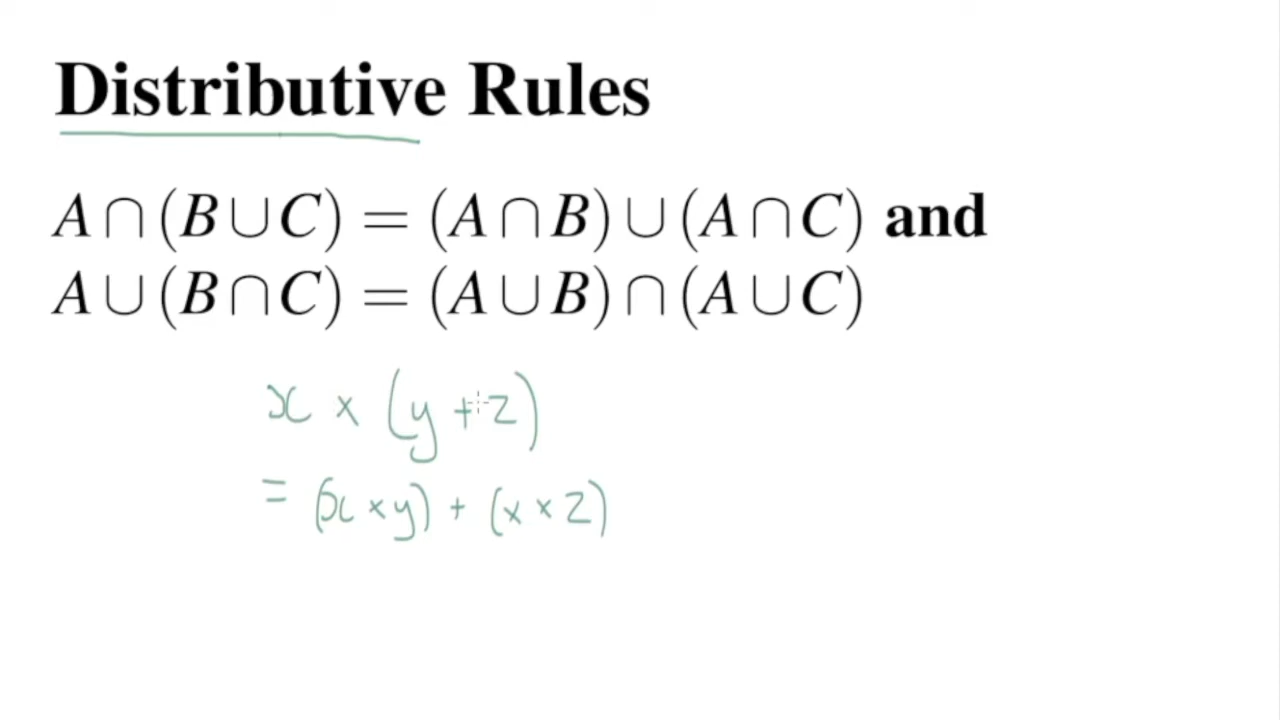 Distributive Rules
A ∩ (B ∪ C) = (A ∩ B) ∪ (A ∩ C) and
A ∪ (B ∩ C) = (A ∪ B) ∩ (A ∪ C)
x × (y + z)
= (x × y) + (x × z)